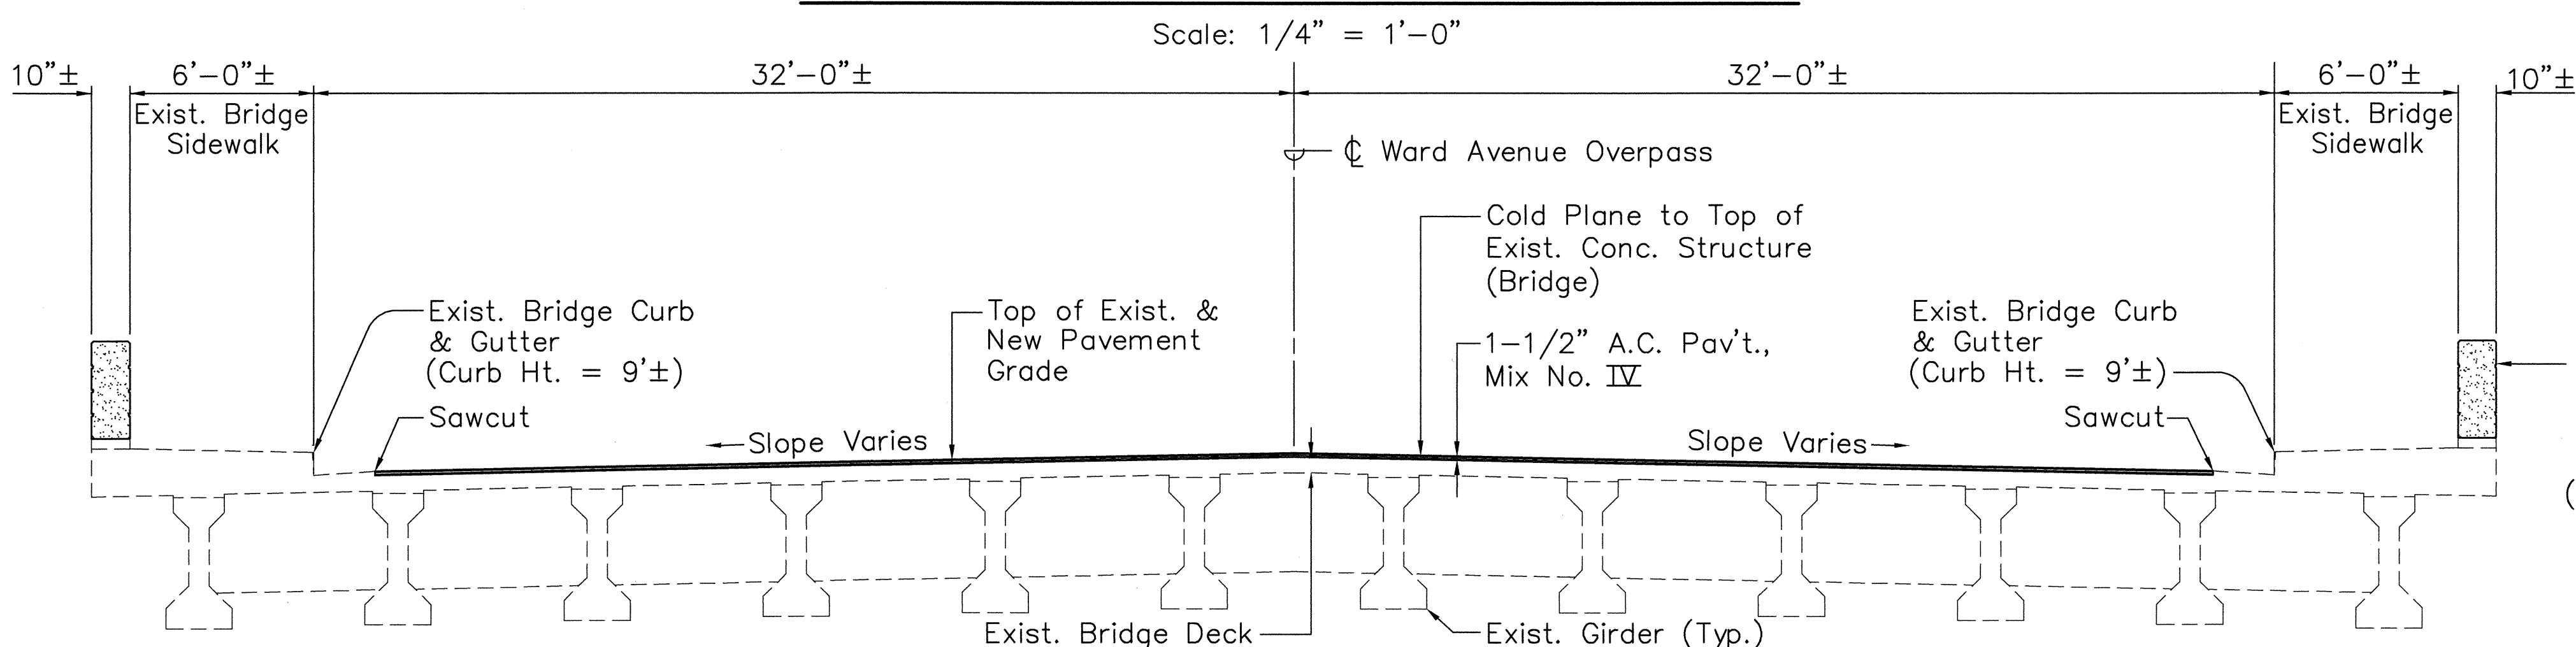 Scale: 1/4" = 1'-0"
10"± 6'-0"± 32'-0"± 32'-0"± 6'-0"± 10"±
Exist. Bridge
Sidewalk
Exist. Bridge
Sidewalk
℄ Ward Avenue Overpass
Cold Plane to Top of
Exist. Conc. Structure
(Bridge)
Exist. Bridge Curb
& Gutter
(Curb Ht. = 9'±)
Sawcut
Top of Exist. &
New Pavement
Grade
1-1/2" A.C. Pav't.,
Mix No. IV
Exist. Bridge Curb
& Gutter
(Curb Ht. = 9'±)
Sawcut
Slope Varies
Slope Varies
(
Exist. Bridge Deck
Exist. Girder (Typ.)